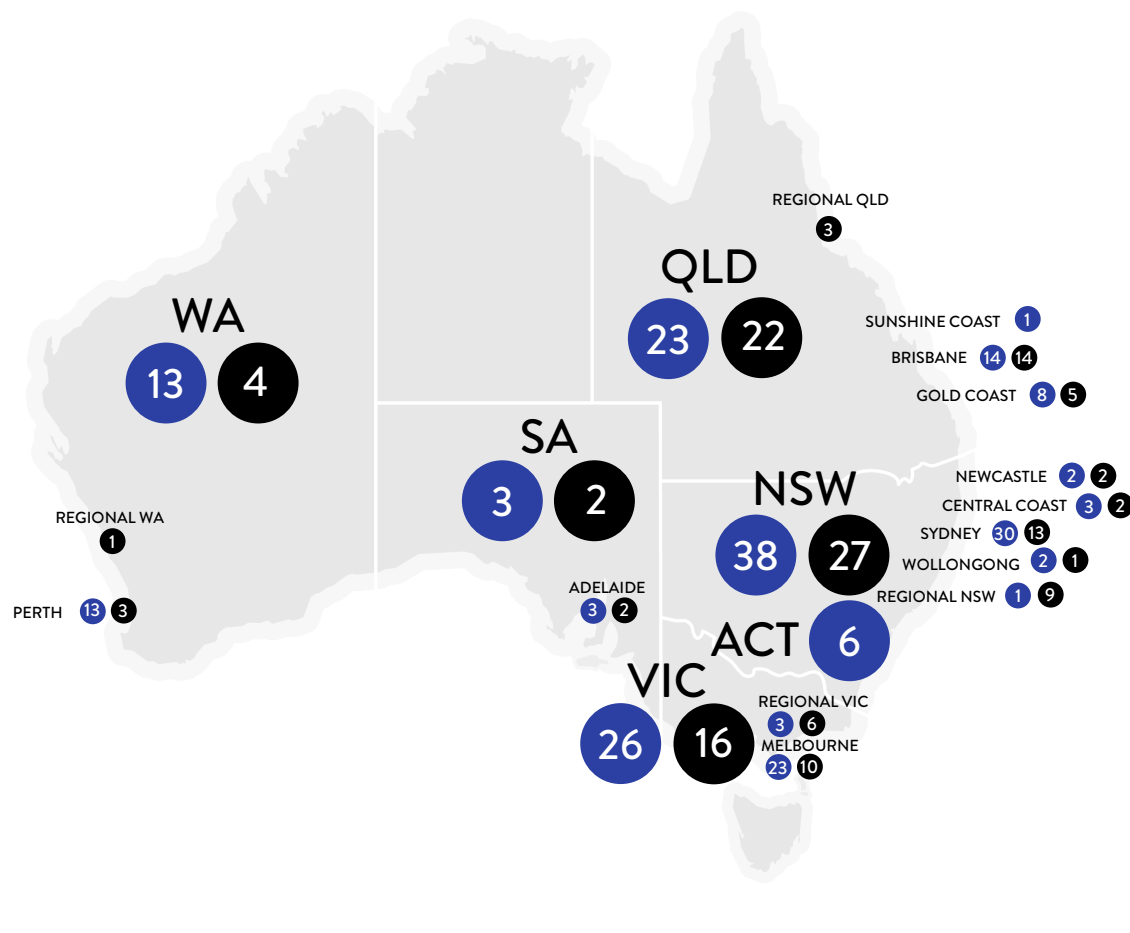 REGIONAL QLD
3
QLD
23 22
WA
13 4
SUNSHINE COAST 1
BRISBANE 14 14
GOLD COAST 8 5
SA
3 2
NSW
38 27
NEWCASTLE 2 2
CENTRAL COAST 3 2
SYDNEY 30 13
WOLLONGONG 2 1
REGIONAL NSW 1 9
REGIONAL WA
1
PERTH 13 3
ADELAIDE
3 2
ACT 6
VIC
26 16
REGIONAL VIC
3 6
MELBOURNE
23 10